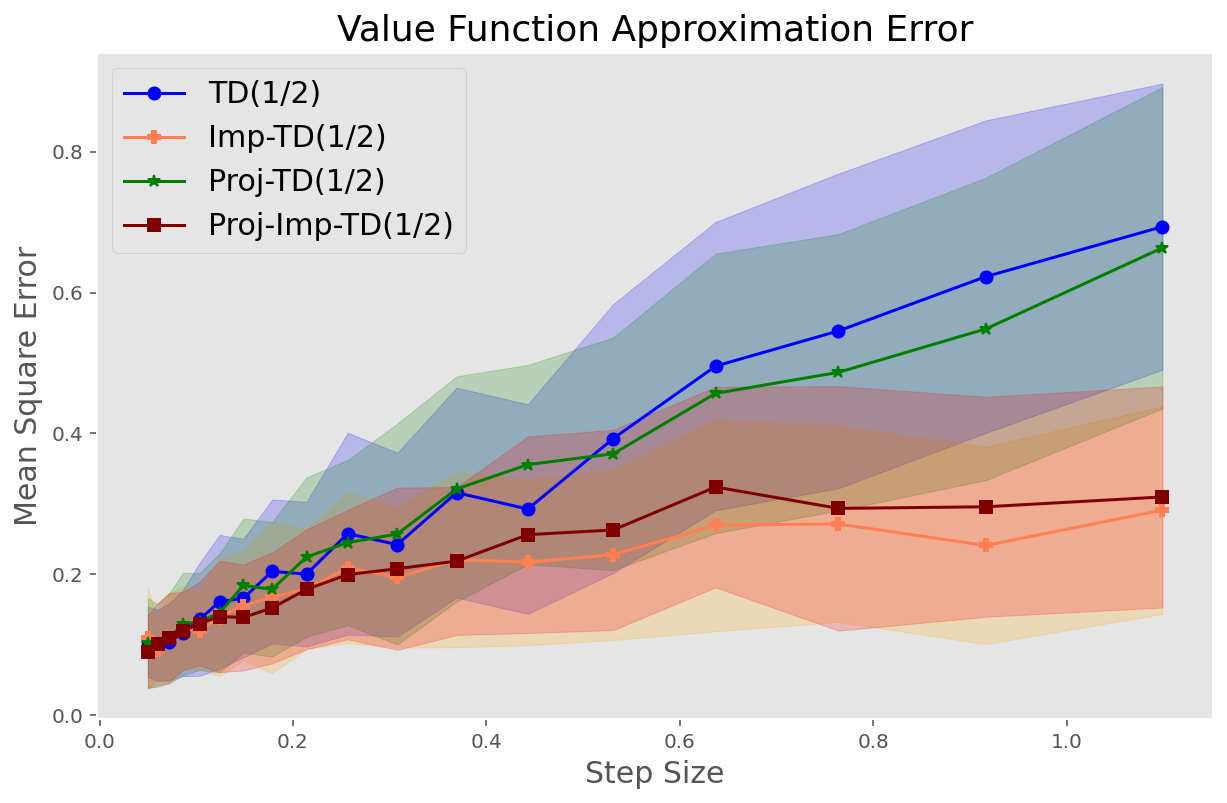 Value Function Approximation Error
TD(1/2)
Imp-TD(1/2)
Proj-TD(1/2)
Proj-Imp-TD(1/2)
Mean Square Error
0.8
0.6
0.4
0.2
0.0
0.0 0.2 0.4 0.6 0.8 1.0
Step Size